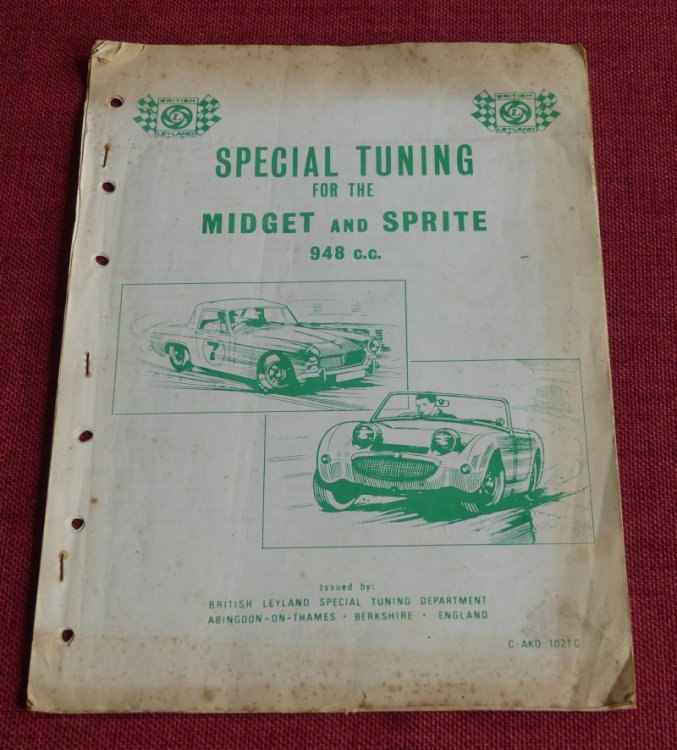 BRITISH
LEYLAND
BRITISH
LEYLAND
SPECIAL TUNING
FOR THE
MIDGET AND SPRITE
948 c.c.
7
Issued by:
BRITISH LEYLAND SPECIAL TUNING DEPARTMENT
ABINGDON-ON-THAMES · BERKSHIRE · ENGLAND
C-AKD 1021C